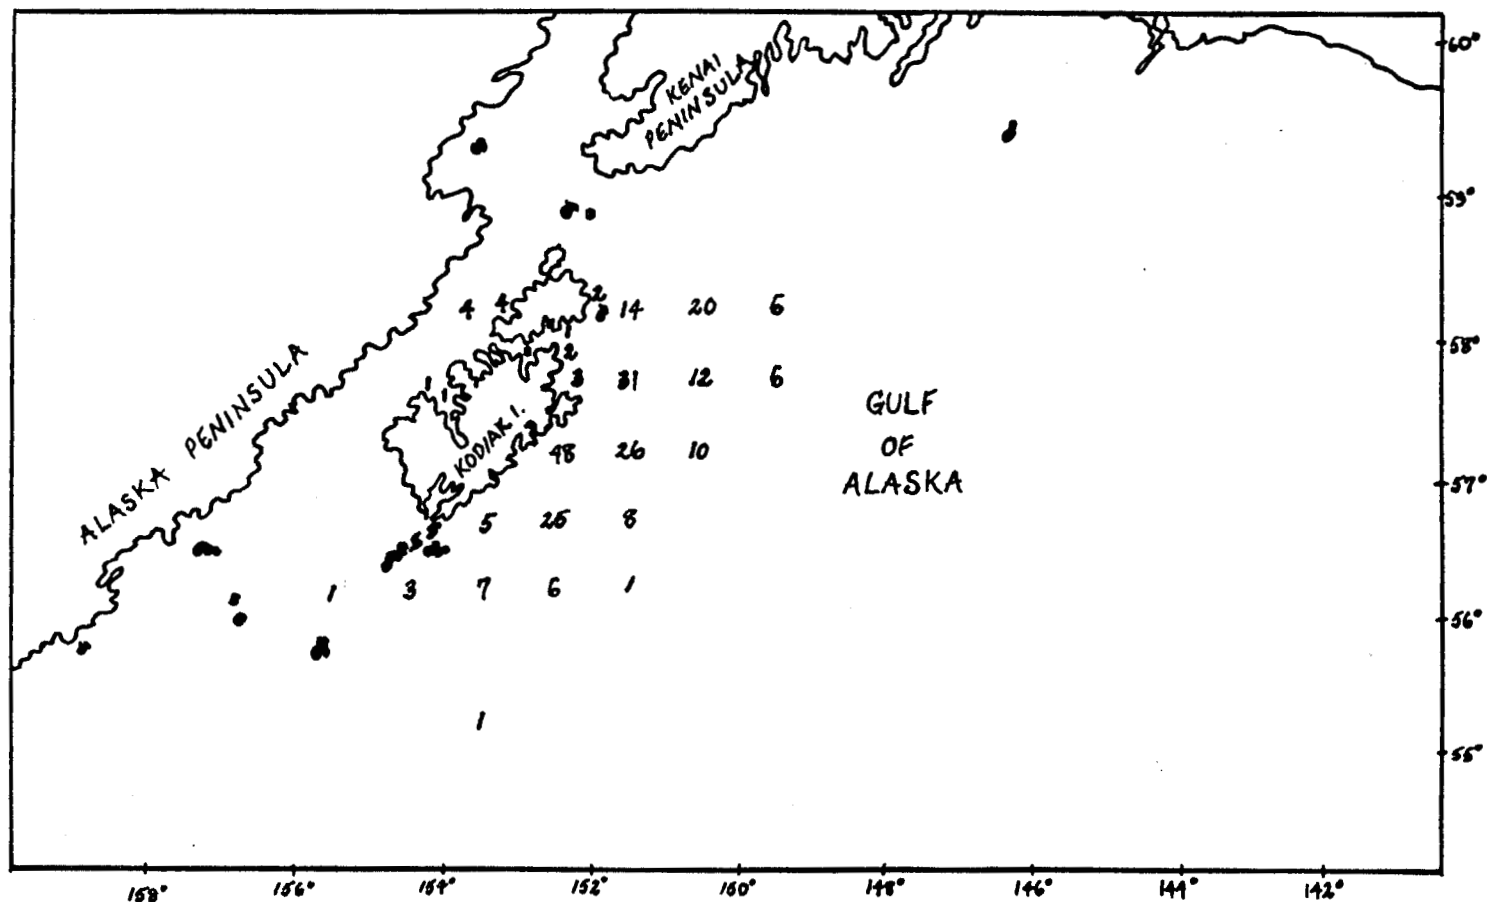 60°
KENAI
PENINSULA
59°
4 4 2 14 20 6
58°
2
1 3 31 12 6
1
GULF
OF
ALASKA
ALASKA PENINSULA
KODIAK I.
48 26 10
57°
5 25 8
1 3 7 6 1
56°
1
55°
158° 156° 154° 152° 150° 148° 146° 144° 142°